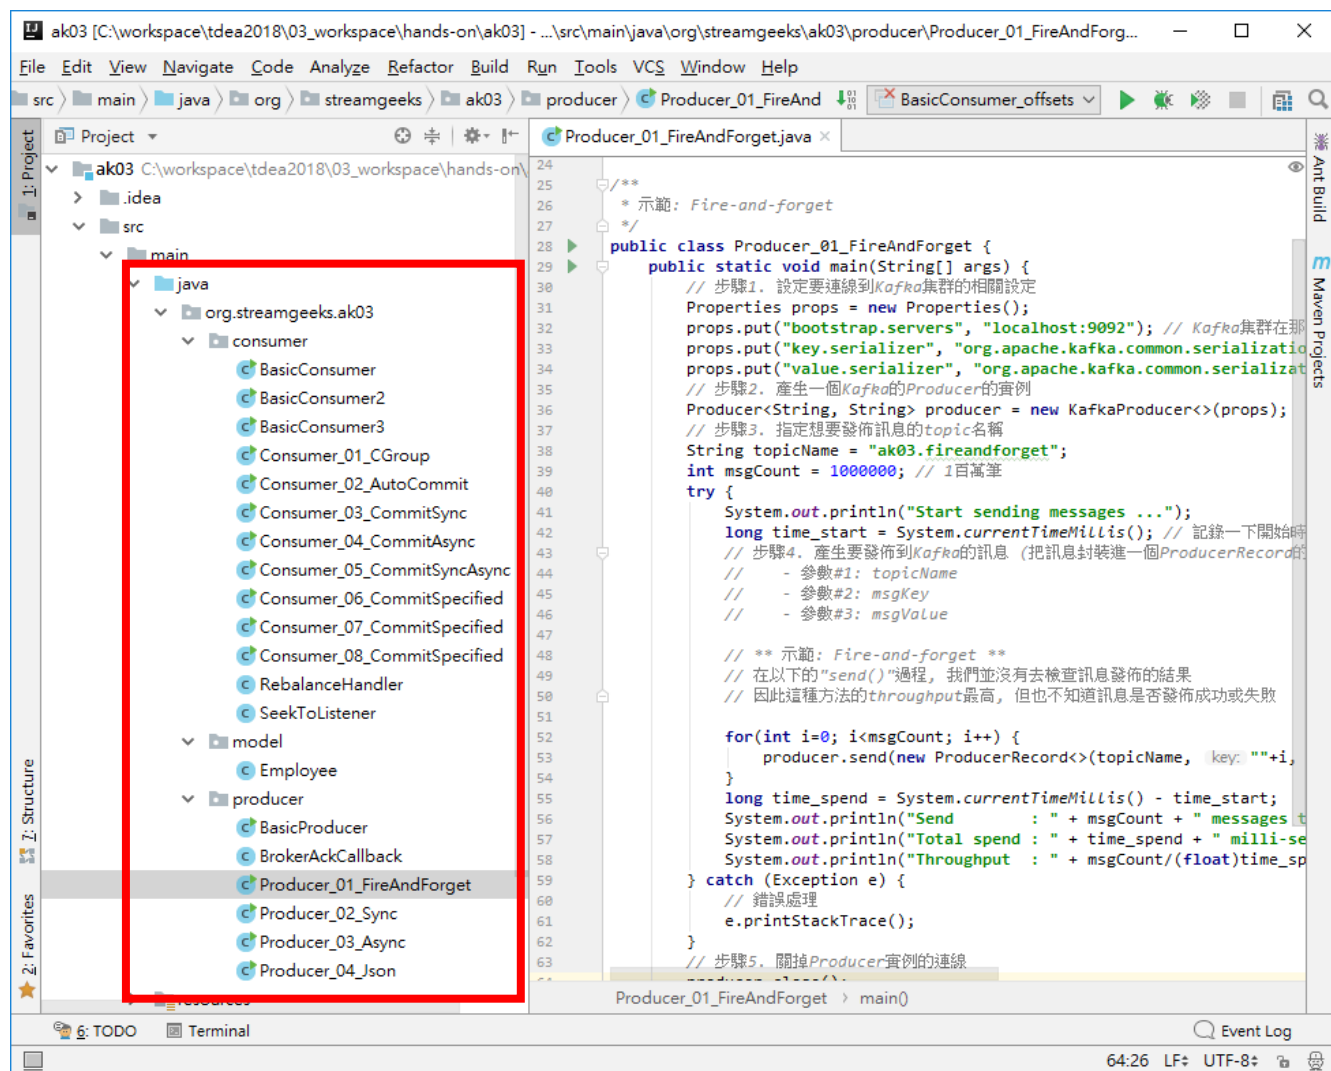 ak03 [C:\workspace\tdea2018\03_workspace\hands-on\ak03] - ...\src\main\java\org\streamgeeks\ak03\producer\Producer_01_FireAndForg...
File Edit View Navigate Code Analyze Refactor Build Run Tools VCS Window Help
src main java org streamgeeks ak03 producer Producer_01_FireAnd BasicConsumer_offsets
Project
Producer_01_FireAndForget.java
1: Project
7: Structure
2: Favorites
ak03 C:\workspace\tdea2018\03_workspace\hands-on\
.idea
src
main
java
org.streamgeeks.ak03
consumer
BasicConsumer
BasicConsumer2
BasicConsumer3
Consumer_01_CGroup
Consumer_02_AutoCommit
Consumer_03_CommitSync
Consumer_04_CommitAsync
Consumer_05_CommitSyncAsync
Consumer_06_CommitSpecified
Consumer_07_CommitSpecified
Consumer_08_CommitSpecified
RebalanceHandler
SeekToListener
model
Employee
producer
BasicProducer
BrokerAckCallback
Producer_01_FireAndForget
Producer_02_Sync
Producer_03_Async
Producer_04_Json
resources
24
25 /**
26 * 示範: Fire-and-forget
27 */
28 public class Producer_01_FireAndForget {
29 public static void main(String[] args) {
30 // 步驟1. 設定要連線到Kafka集群的相關設定
31 Properties props = new Properties();
32 props.put("bootstrap.servers", "localhost:9092"); // Kafka集群在那
33 props.put("key.serializer", "org.apache.kafka.common.serializatio
34 props.put("value.serializer", "org.apache.kafka.common.serializat
35 // 步驟2. 產生一個Kafka的Producer的實例
36 Producer<String, String> producer = new KafkaProducer<>(props);
37 // 步驟3. 指定想要發佈訊息的topic名稱
38 String topicName = "ak03.fireandforget";
39 int msgCount = 1000000; // 1百萬筆
40 try {
41 System.out.println("Start sending messages ...");
42 long time_start = System.currentTimeMillis(); // 記錄一下開始時
43 // 步驟4. 產生要發佈到Kafka的訊息 (把訊息封裝進一個ProducerRecord的
44 // - 參數#1: topicName
45 // - 參數#2: msgKey
46 // - 參數#3: msgValue
47
48 // ** 示範: Fire-and-forget **
49 // 在以下的"send()"過程, 我們並沒有去檢查訊息發佈的結果
50 // 因此這種方法的throughput最高, 但也不知道訊息是否發佈成功或失敗
51
52 for(int i=0; i<msgCount; i++) {
53 producer.send(new ProducerRecord<>(topicName, key: ""+i,
54 }
55 long time_spend = System.currentTimeMillis() - time_start;
56 System.out.println("Send : " + msgCount + " messages t
57 System.out.println("Total spend : " + time_spend + " milli-se
58 System.out.println("Throughput : " + msgCount/(float)time_sp
59 } catch (Exception e) {
60 // 錯誤處理
61 e.printStackTrace();
62 }
63 // 步驟5. 關掉Producer實例的連線
64 producer.close();
Ant Build
m Maven Projects
Producer_01_FireAndForget main()
6: TODO Terminal Event Log
64:26 LF UTF-8